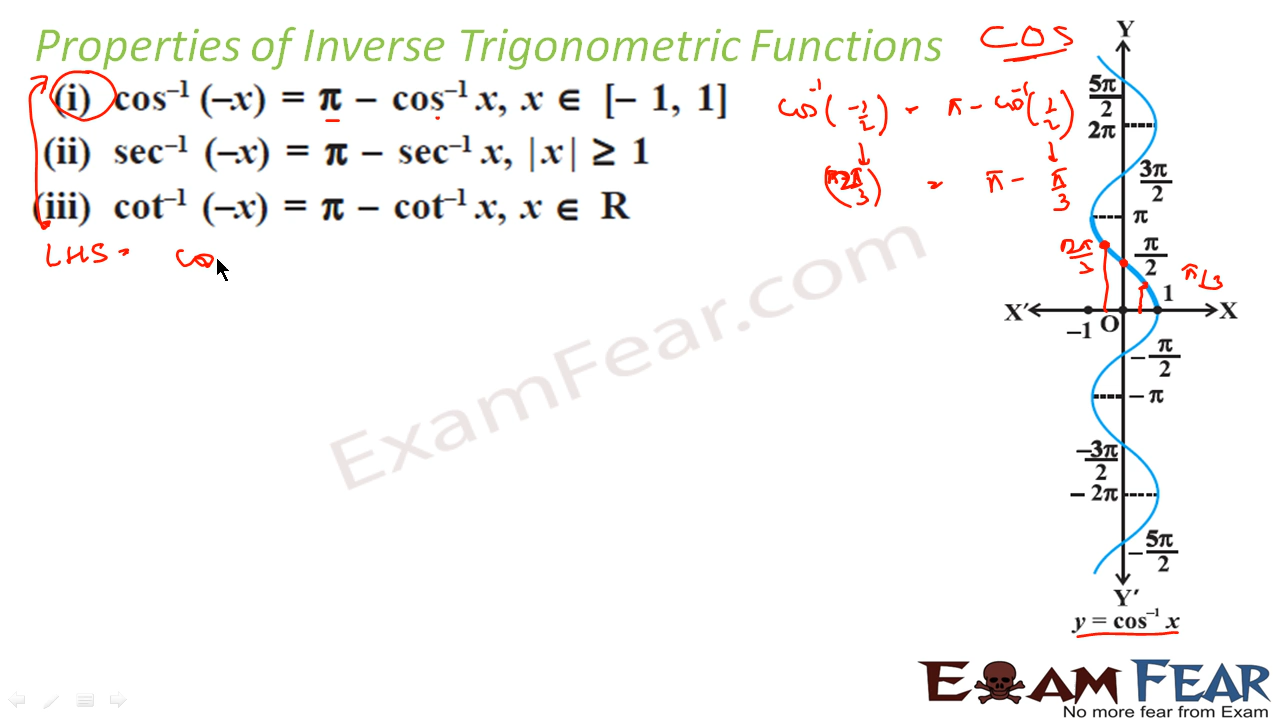 Properties of Inverse Trigonometric Functions
COS
(i) cos⁻¹ (–x) = π – cos⁻¹ x, x ∈ [– 1, 1]
(ii) sec⁻¹ (–x) = π – sec⁻¹ x, |x| ≥ 1
(iii) cot⁻¹ (–x) = π – cot⁻¹ x, x ∈ R
LHS = cos
cos⁻¹(-1/2) = π - cos⁻¹(1/2)
= π - π/3
Y
5π/2
2π
3π/2
π
2π/3
π/2
π/3
1
X′
–1
O
X
–π/2
–π
–3π/2
–2π
–5π/2
Y′
y = cos⁻¹ x
ExamFear.com
EXAM FEAR
No more fear from Exam